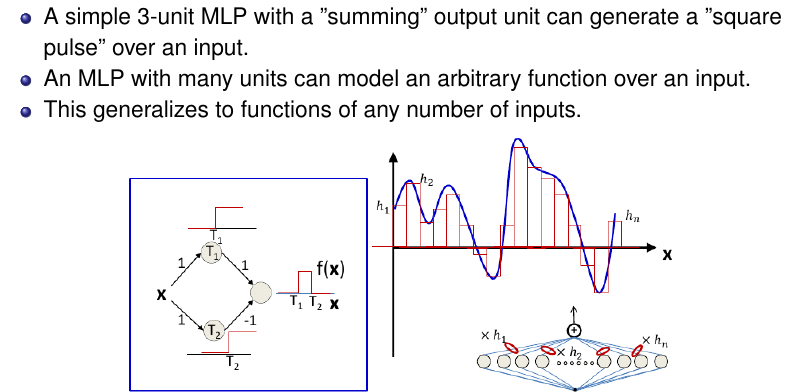 A simple 3-unit MLP with a ”summing” output unit can generate a ”square
pulse” over an input.
An MLP with many units can model an arbitrary function over an input.
This generalizes to functions of any number of inputs.
T1
T1
1
1
x
1
T2
-1
T2
f(x)
T1 T2 x
h1
h2
hn
x
+
× h1
× h2
× hn